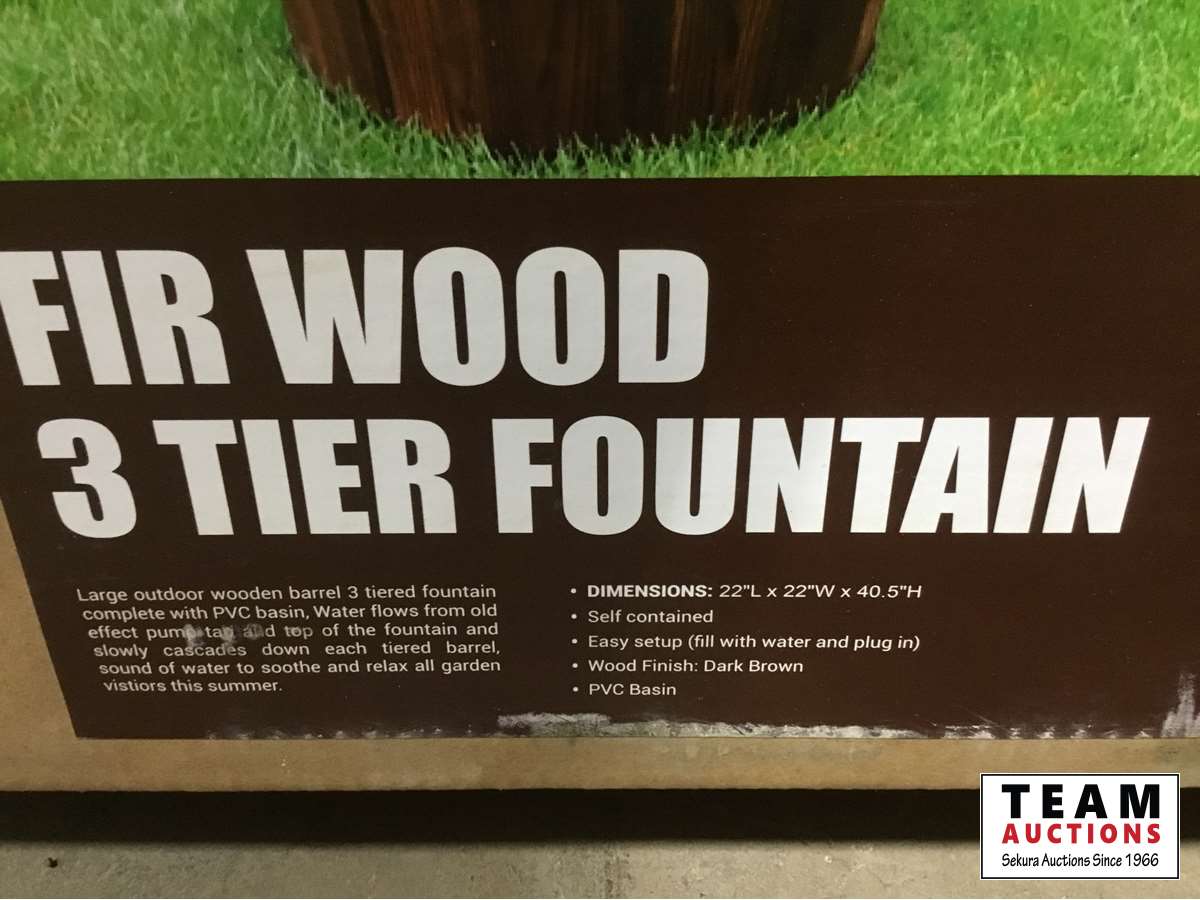 FIR WOOD
3 TIER FOUNTAIN
Large outdoor wooden barrel 3 tiered fountain
complete with PVC basin, Water flows from old
effect pump tap and top of the fountain and
slowly cascades down each tiered barrel,
sound of water to soothe and relax all garden
vistiors this summer.
• DIMENSIONS: 22"L x 22"W x 40.5"H
• Self contained
• Easy setup (fill with water and plug in)
• Wood Finish: Dark Brown
• PVC Basin
TEAM
AUCTIONS
Sekura Auctions Since 1966